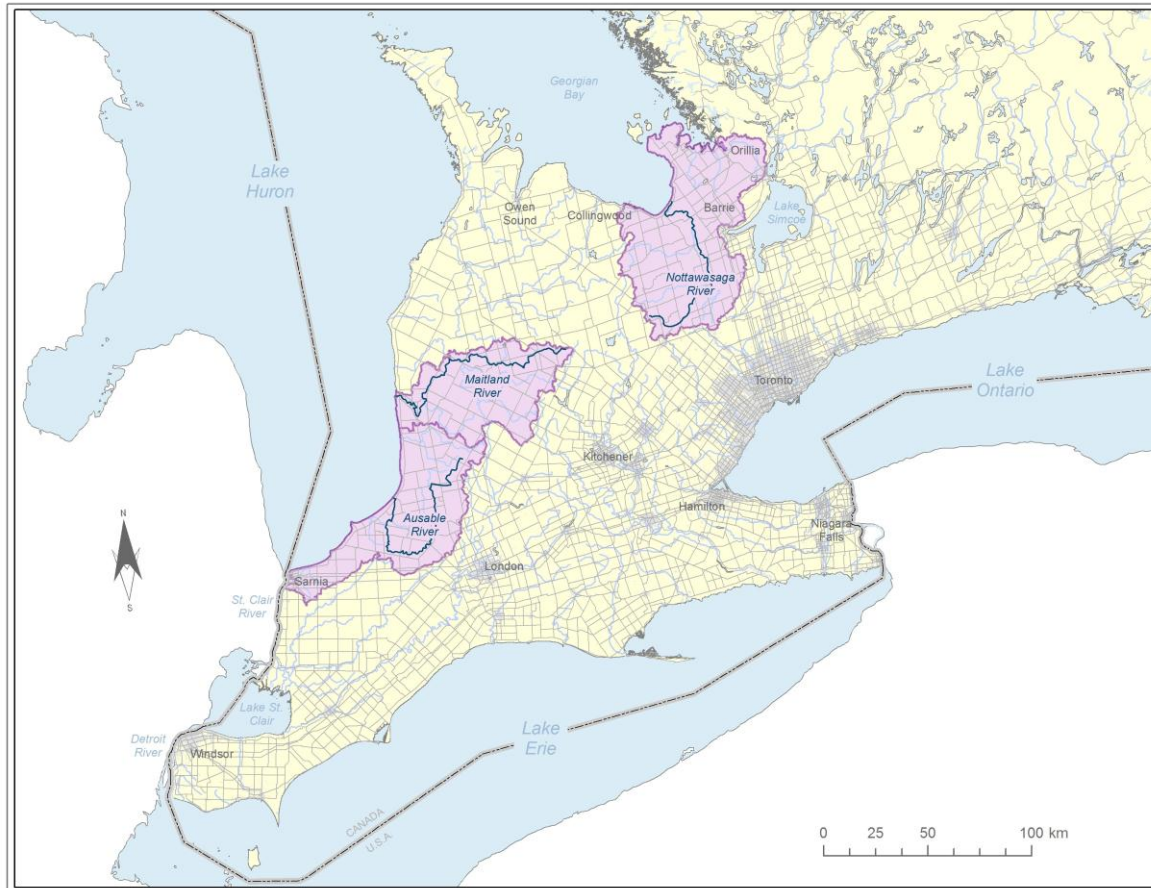 Georgian
Bay
Orillia
Lake
Huron
Owen
Sound
Collingwood
Barrie
Lake
Simcoe
Nottawasaga
River
Maitland
River
Toronto
Lake
Ontario
Kitchener
Hamilton
Niagara
Falls
Ausable
River
London
N
S
Sarnia
St. Clair
River
Lake St.
Clair
Detroit
River
Windsor
Lake
Erie
CANADA
U.S.A.
0 25 50 100 km